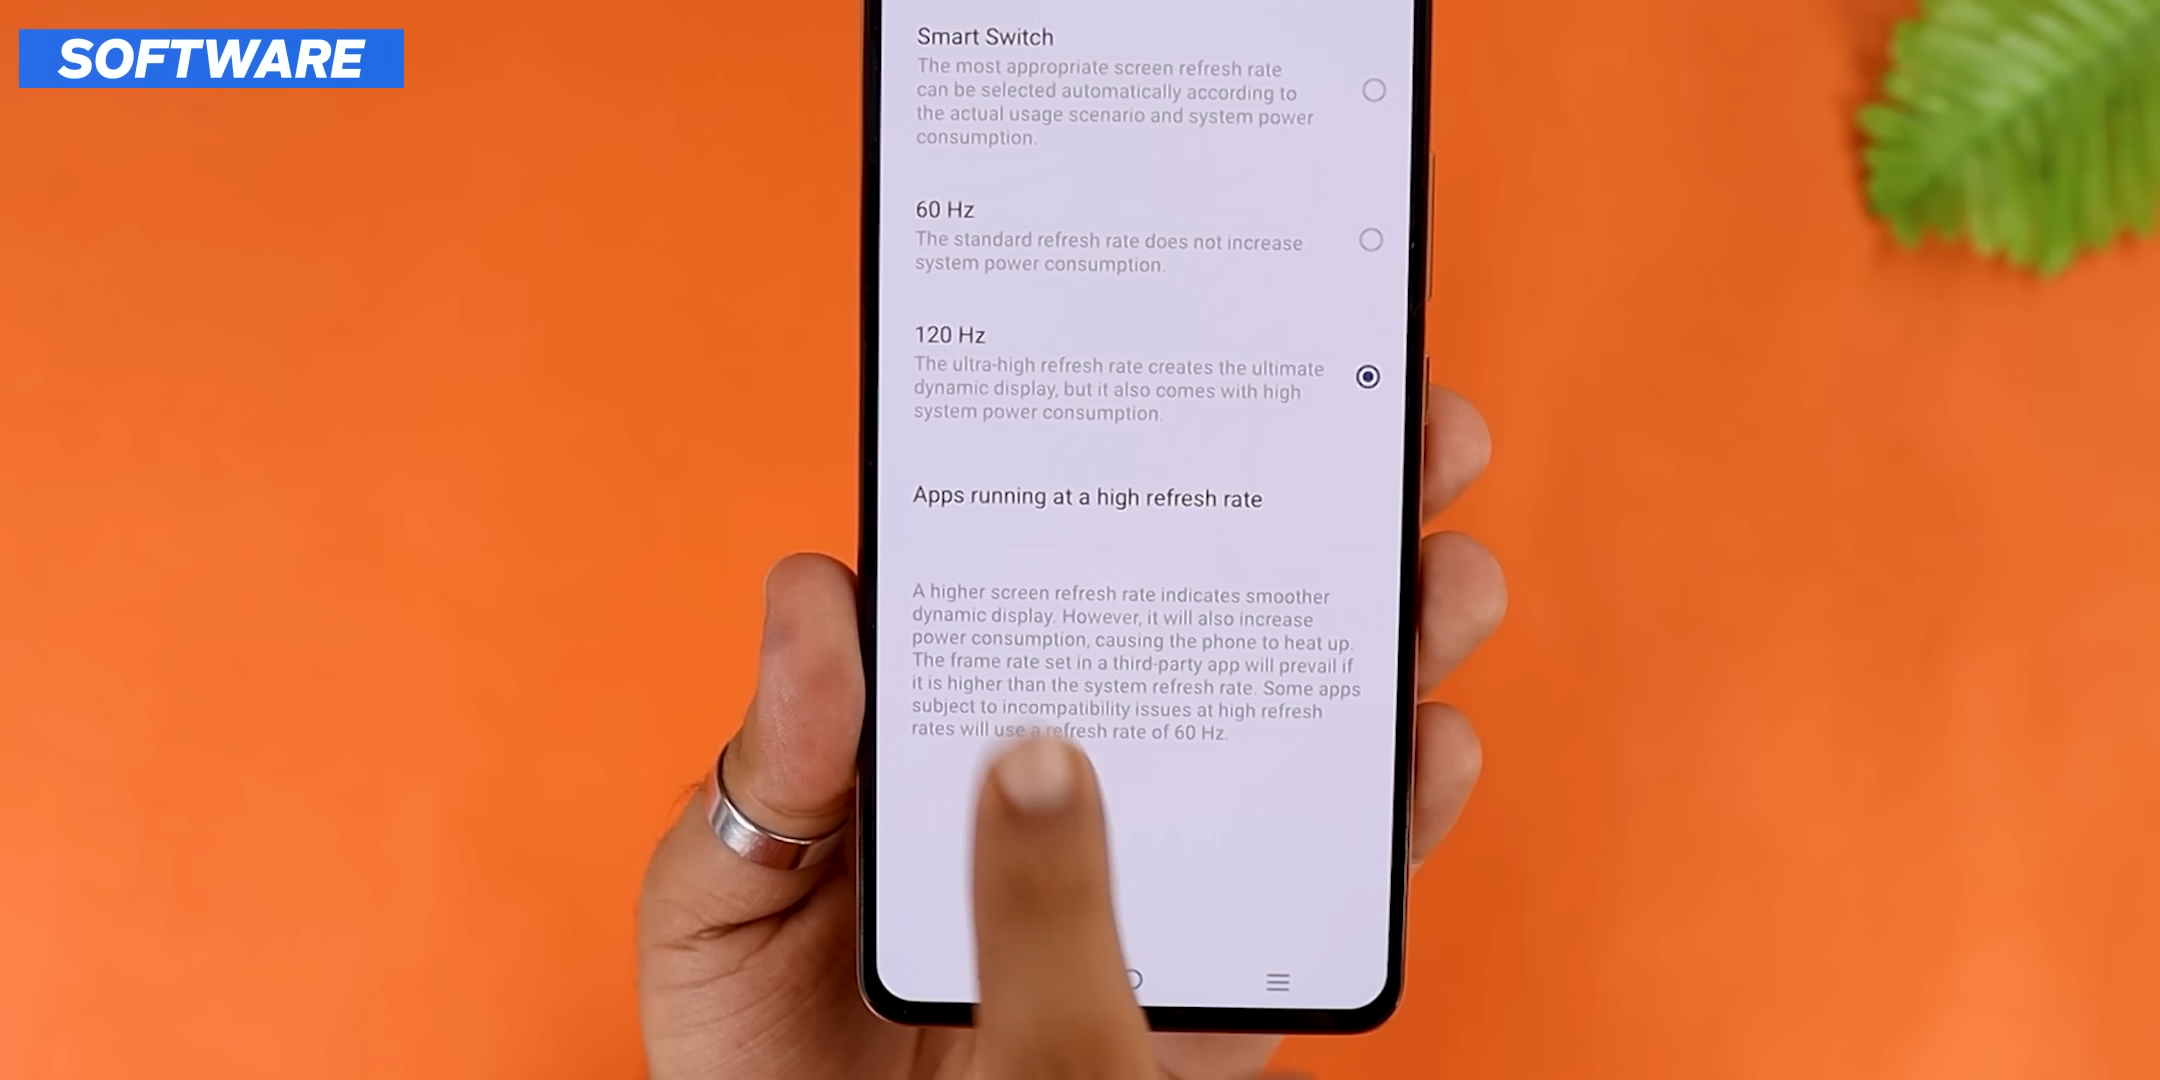 SOFTWARE
Smart Switch
The most appropriate screen refresh rate
can be selected automatically according to
the actual usage scenario and system power
consumption.
60 Hz
The standard refresh rate does not increase
system power consumption.
120 Hz
The ultra-high refresh rate creates the ultimate
dynamic display, but it also comes with high
system power consumption.
Apps running at a high refresh rate
A higher screen refresh rate indicates smoother
dynamic display. However, it will also increase
power consumption, causing the phone to heat up.
The frame rate set in a third-party app will prevail if
it is higher than the system refresh rate. Some apps
subject to incompatibility issues at high refresh
rates will use a refresh rate of 60 Hz.